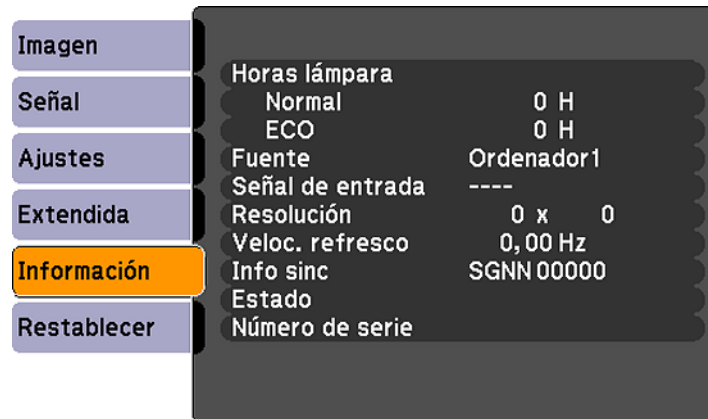 Imagen
Señal
Ajustes
Extendida
Información
Restablecer
Horas lámpara
Normal 0 H
ECO 0 H
Fuente Ordenador1
Señal de entrada ----
Resolución 0 x 0
Veloc. refresco 0,00 Hz
Info sinc SGNN 00000
Estado
Número de serie